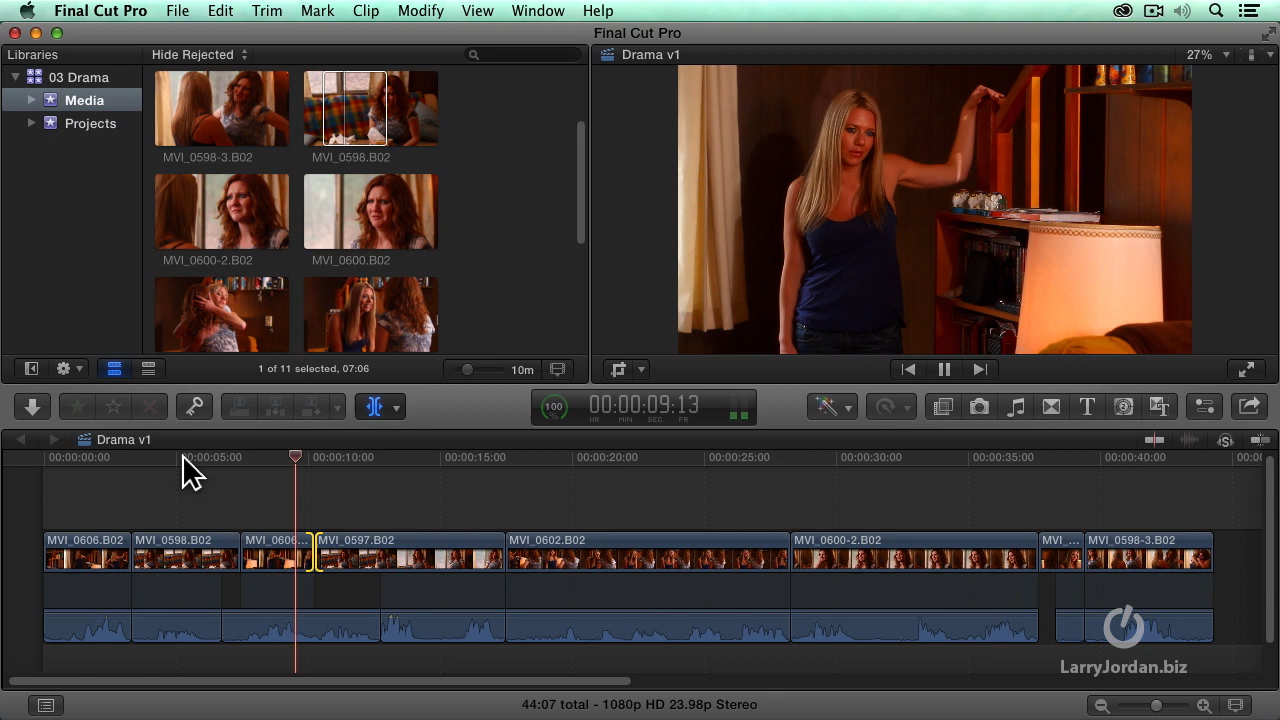 Final Cut Pro File Edit Trim Mark Clip Modify View Window Help
Final Cut Pro
Libraries Hide Rejected Drama v1 27%
03 Drama
Media
Projects
MVI_0598-3.B02 MVI_0598.B02
MVI_0600-2.B02 MVI_0600.B02
1 of 11 selected, 07:06 10m
100 % 00:00:09:13
HR MIN SEC FR
Drama v1
00:00:00:00 00:00:05:00 00:00:10:00 00:00:15:00 00:00:20:00 00:00:25:00 00:00:30:00 00:00:35:00 00:00:40:00 00:00
MVI_0606.B02 MVI_0598.B02 MVI_0606... MVI_0597.B02 MVI_0602.B02 MVI_0600-2.B02 MVI_... MVI_0598-3.B02
LarryJordan.biz
44:07 total - 1080p HD 23.98p Stereo